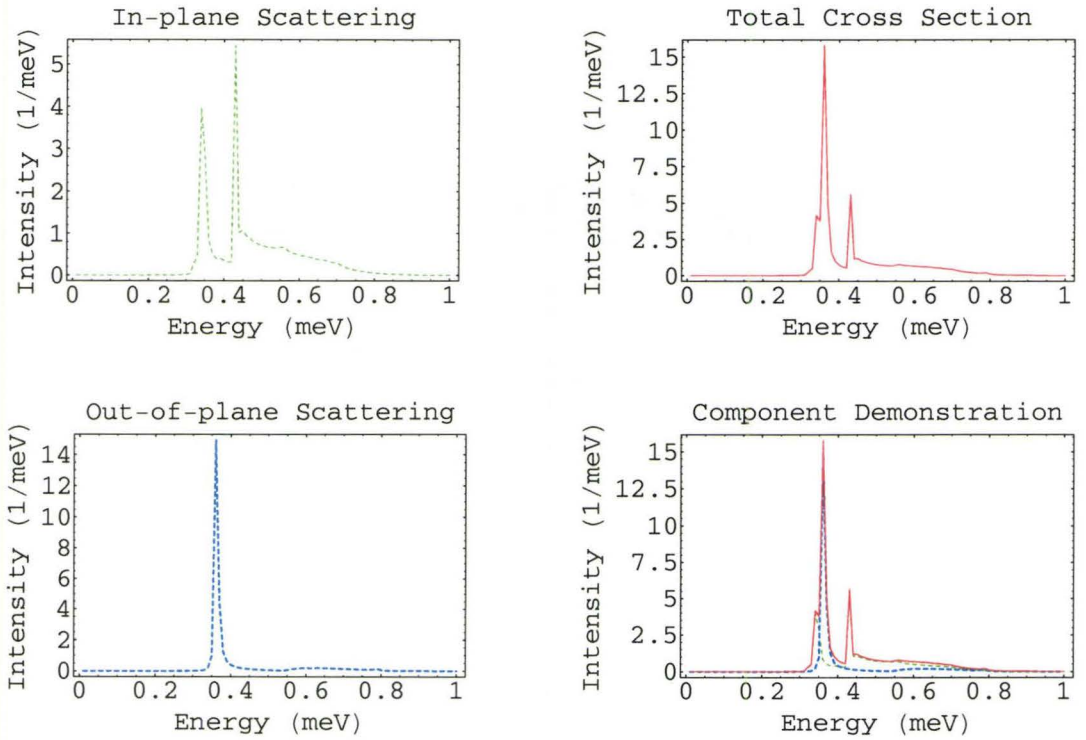 In-plane Scattering
Intensity (1/meV)
5
4
3
2
1
0
0 0.2 0.4 0.6 0.8 1
Energy (meV)
Total Cross Section
Intensity (1/meV)
15
12.5
10
7.5
5
2.5
0
0 0.2 0.4 0.6 0.8 1
Energy (meV)
Out-of-plane Scattering
Intensity (1/meV)
14
12
10
8
6
4
2
0
0 0.2 0.4 0.6 0.8 1
Energy (meV)
Component Demonstration
Intensity (1/meV)
15
12.5
10
7.5
5
2.5
0
0 0.2 0.4 0.6 0.8 1
Energy (meV)